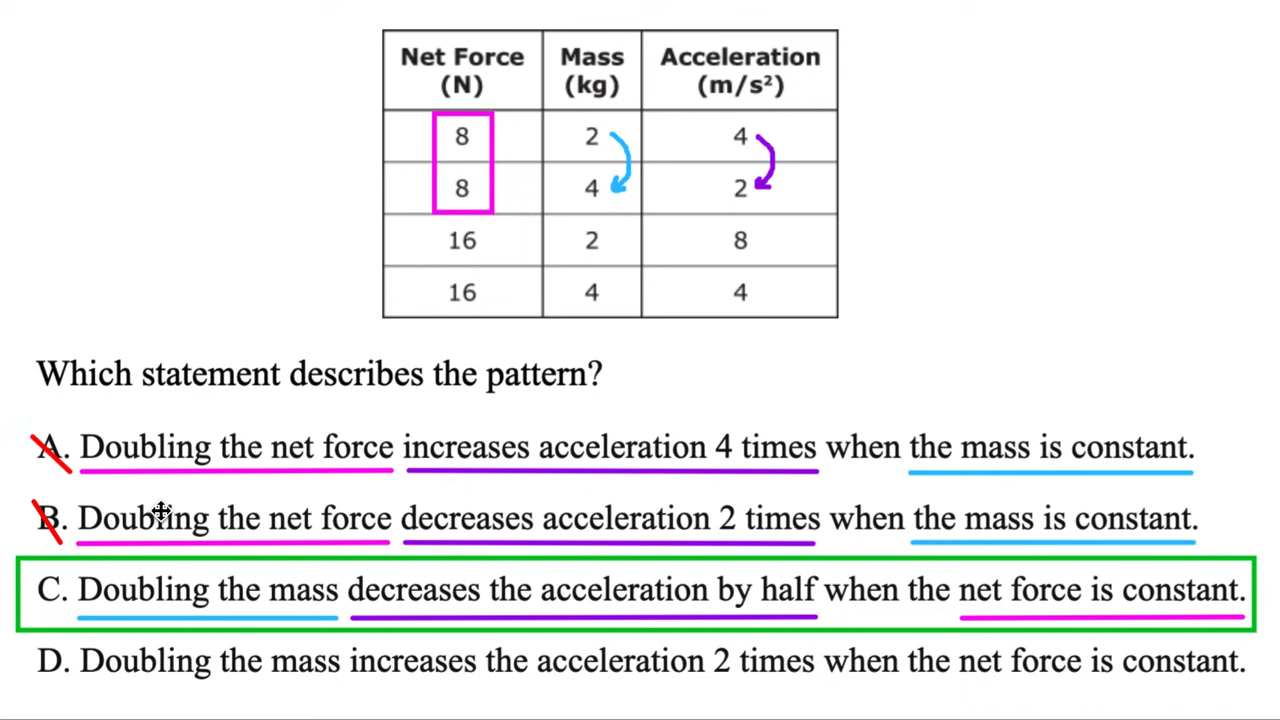 Net Force Mass Acceleration
(N) (kg) (m/s²)
8 2 4
8 4 2
16 2 8
16 4 4
Which statement describes the pattern?
A. Doubling the net force increases acceleration 4 times when the mass is constant.
B. Doubling the net force decreases acceleration 2 times when the mass is constant.
C. Doubling the mass decreases the acceleration by half when the net force is constant.
D. Doubling the mass increases the acceleration 2 times when the net force is constant.